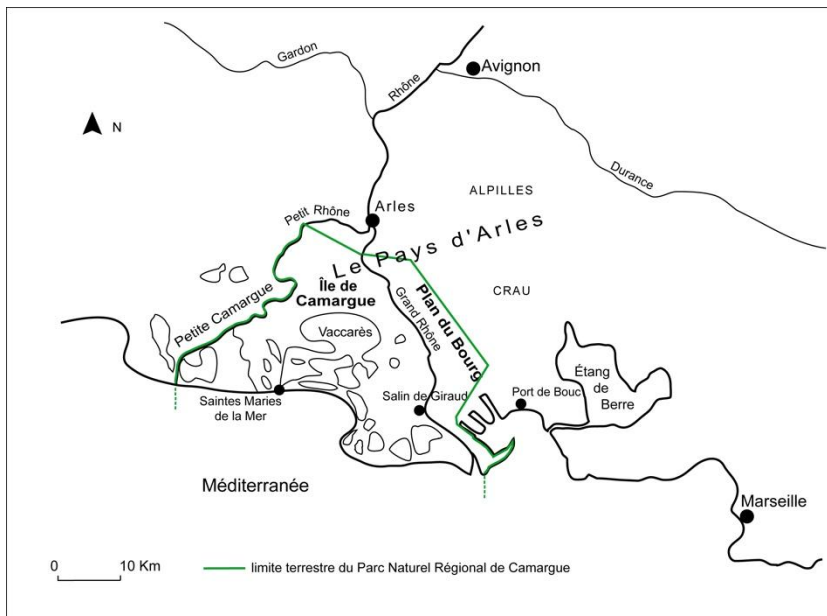 Gardon
Avignon
Rhône
N
Durance
ALPILLES
Petit Rhône
Arles
Le Pays d'Arles
Île de
Camargue
CRAU
Petite Camargue
Grand Rhône
Plan du Bourg
Vaccarès
Étang
de
Berre
Port de Bouc
Saintes Maries
de la Mer
Salin de Giraud
Méditerranée
Marseille
0 10 Km
limite terrestre du Parc Naturel Régional de Camargue